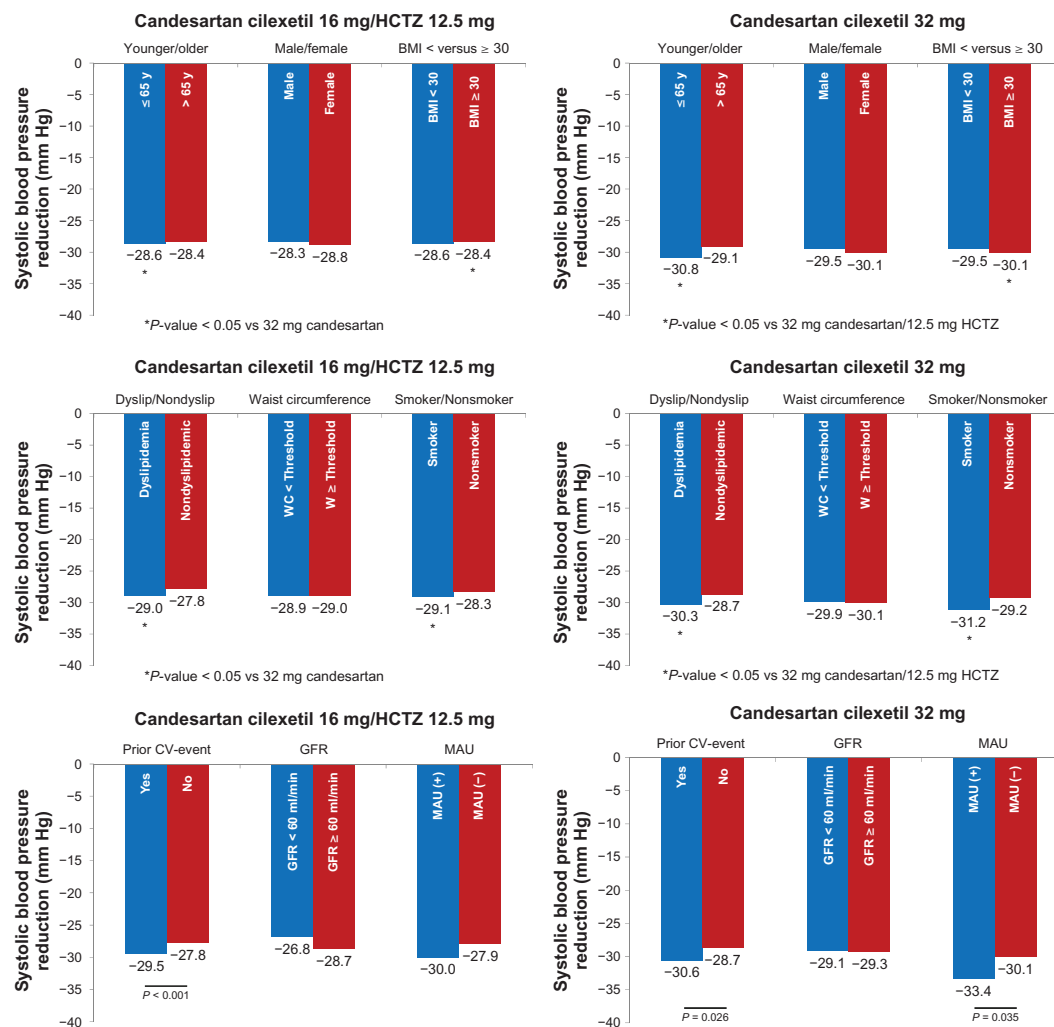 Candesartan cilexetil 16 mg/HCTZ 12.5 mg
Younger/older Male/female BMI < versus ≥ 30
Systolic blood pressure
reduction (mm Hg)
0
−5
−10
−15
−20
−25
−30
−35
−40
≤ 65 y
> 65 y
Male
Female
BMI < 30
BMI ≥ 30
−28.6 −28.4 −28.3 −28.8 −28.6 −28.4
* *
*P-value < 0.05 vs 32 mg candesartan
Candesartan cilexetil 32 mg
Younger/older Male/female BMI < versus ≥ 30
Systolic blood pressure
reduction (mm Hg)
0
−5
−10
−15
−20
−25
−30
−35
−40
≤ 65 y
> 65 y
Male
Female
BMI < 30
BMI ≥ 30
−30.8 −29.1 −29.5 −30.1 −29.5 −30.1
* *
*P-value < 0.05 vs 32 mg candesartan/12.5 mg HCTZ
Candesartan cilexetil 16 mg/HCTZ 12.5 mg
Dyslip/Nondyslip Waist circumference Smoker/Nonsmoker
Systolic blood pressure
reduction (mm Hg)
0
−5
−10
−15
−20
−25
−30
−35
−40
Dyslipidemia
Nondyslipidemic
WC < Threshold
W ≥ Threshold
Smoker
Nonsmoker
−29.0 −27.8 −28.9 −29.0 −29.1 −28.3
* *
*P-value < 0.05 vs 32 mg candesartan
Candesartan cilexetil 32 mg
Dyslip/Nondyslip Waist circumference Smoker/Nonsmoker
Systolic blood pressure
reduction (mm Hg)
0
−5
−10
−15
−20
−25
−30
−35
−40
Dyslipidemia
Nondyslipidemic
WC < Threshold
W ≥ Threshold
Smoker
Nonsmoker
−30.3 −28.7 −29.9 −30.1 −31.2 −29.2
* *
*P-value < 0.05 vs 32 mg candesartan/12.5 mg HCTZ
Candesartan cilexetil 16 mg/HCTZ 12.5 mg
Prior CV-event GFR MAU
Systolic blood pressure
reduction (mm Hg)
0
−5
−10
−15
−20
−25
−30
−35
−40
Yes
No
GFR < 60 ml/min
GFR ≥ 60 ml/min
MAU (+)
MAU (−)
−29.5 −27.8 −26.8 −28.7 −30.0 −27.9
P < 0.001
Candesartan cilexetil 32 mg
Prior CV-event GFR MAU
Systolic blood pressure
reduction (mm Hg)
0
−5
−10
−15
−20
−25
−30
−35
−40
Yes
No
GFR < 60 ml/min
GFR ≥ 60 ml/min
MAU (+)
MAU (−)
−30.6 −28.7 −29.1 −29.3 −33.4 −30.1
P = 0.026 P = 0.035